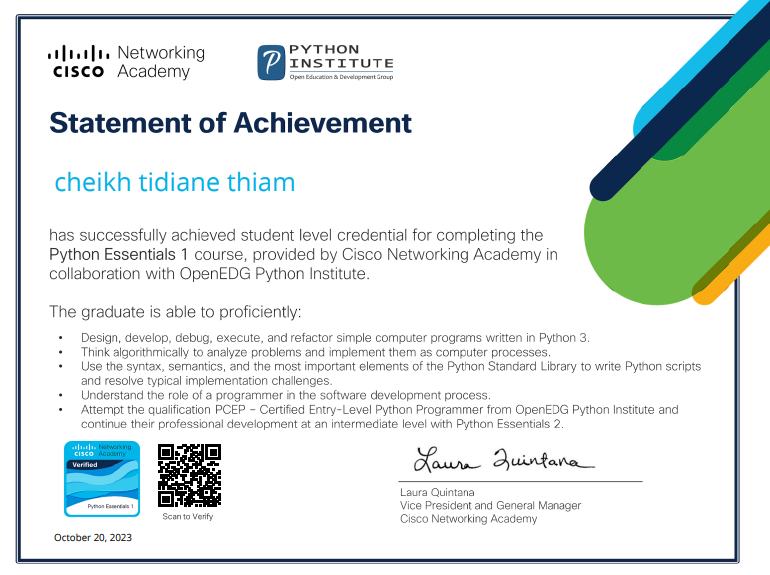 Networking
CISCO Academy
PYTHON
INSTITUTE
Open Education & Development Group
Statement of Achievement
cheikh tidiane thiam
has successfully achieved student level credential for completing the
Python Essentials 1 course, provided by Cisco Networking Academy in
collaboration with OpenEDG Python Institute.
The graduate is able to proficiently:
• Design, develop, debug, execute, and refactor simple computer programs written in Python 3.
• Think algorithmically to analyze problems and implement them as computer processes.
• Use the syntax, semantics, and the most important elements of the Python Standard Library to write Python scripts
and resolve typical implementation challenges.
• Understand the role of a programmer in the software development process.
• Attempt the qualification PCEP – Certified Entry-Level Python Programmer from OpenEDG Python Institute and
continue their professional development at an intermediate level with Python Essentials 2.
CISCO Networking
Academy
Verified
Python Essentials 1
Scan to Verify
Laura Quintana
Laura Quintana
Vice President and General Manager
Cisco Networking Academy
October 20, 2023